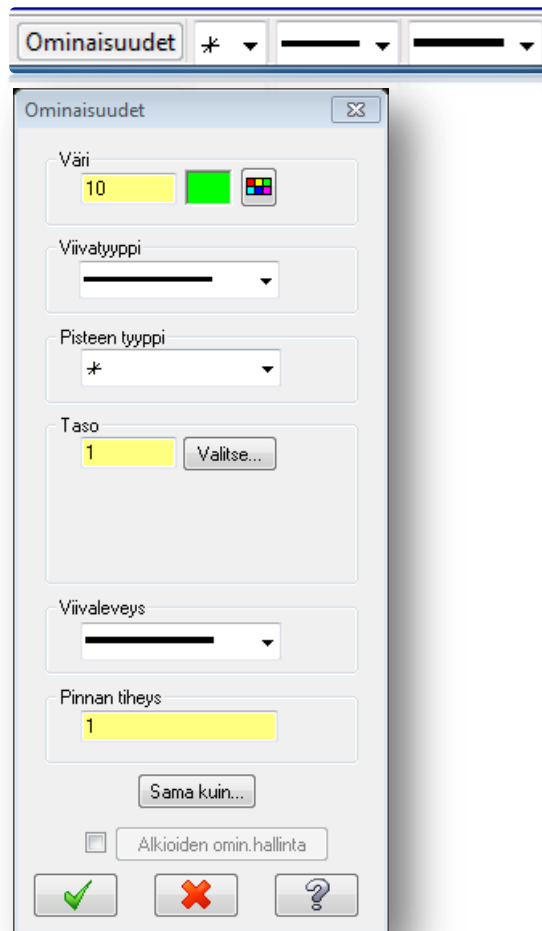 Ominaisuudet
Ominaisuudet
Väri
10
Viivatyyppi
Pisteen tyyppi
Taso
1 Valitse...
Viivaleveys
Pinnan tiheys
1
Sama kuin...
Alkioiden omin.hallinta